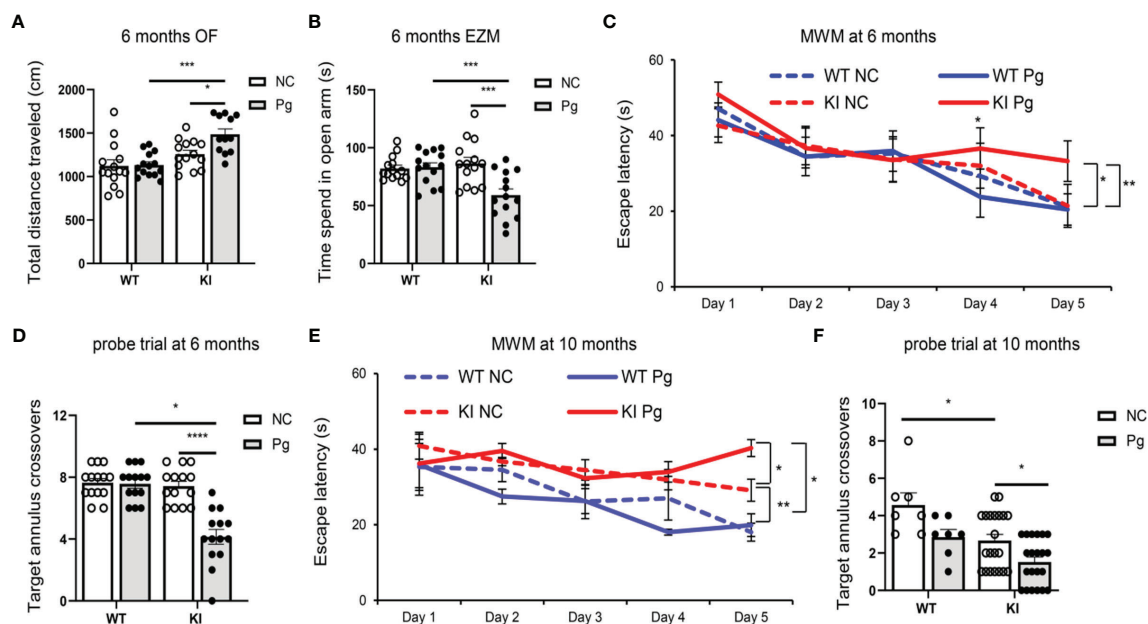 A
6 months OF
Total distance traveled (cm)
2000
1500
1000
500
0
***
*
NC
Pg
WT
KI
B
6 months EZM
Time spend in open arm (s)
150
100
50
0
***
***
NC
Pg
WT
KI
C
MWM at 6 months
Escape latency (s)
60
40
20
0
WT NC
WT Pg
KI NC
KI Pg
*
*
**
Day 1
Day 2
Day 3
Day 4
Day 5
D
probe trial at 6 months
Target annulus crossovers
12
8
4
0
*
****
NC
Pg
WT
KI
E
MWM at 10 months
Escape latency (s)
60
40
20
0
WT NC
WT Pg
KI NC
KI Pg
*
**
*
Day 1
Day 2
Day 3
Day 4
Day 5
F
probe trial at 10 months
Target annulus crossovers
10
8
6
4
2
0
*
*
NC
Pg
WT
KI